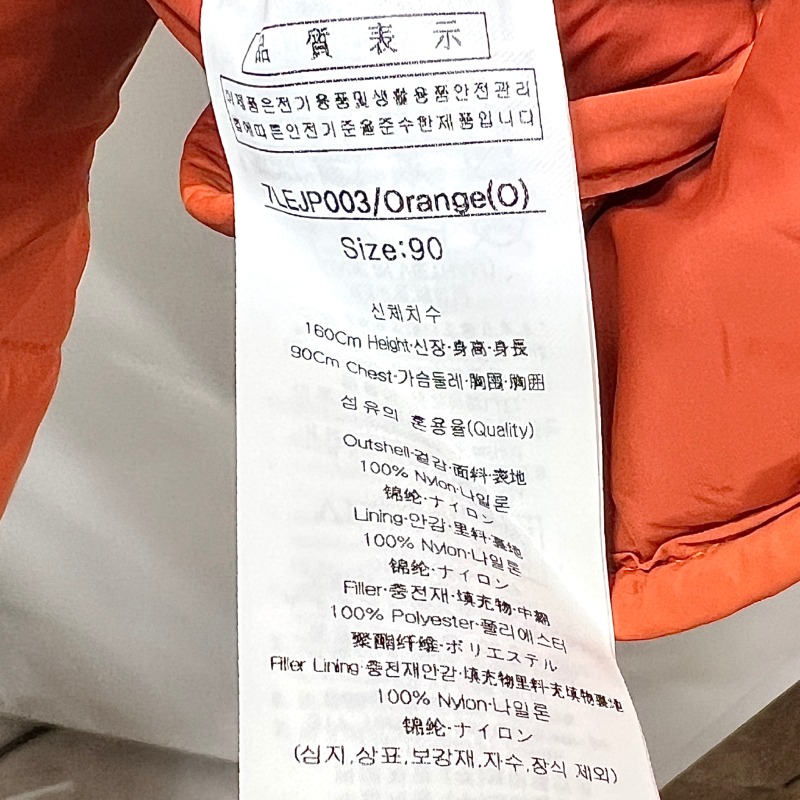 品 質 表 示
이 제품은전기용품및생활용품안전관리
법에따른안전기준을준수한제품입니다
7LEJP003/Orange(O)
Size:90
신체치수
160Cm Height·신장·身高·身長
90Cm Chest·가슴둘레·胸围·胸囲
섬유의 혼용율(Quality)
Outshell·겉감·面料·表地
100% Nylon·나일론
锦纶·ナイロン
Lining·안감·里料·裏地
100% Nylon·나일론
锦纶·ナイロン
Filler·충전재·填充物·中綿
100% Polyester·폴리에스터
聚酯纤维·ポリエステル
Filler Lining·충전재안감·填充物里料·充填物裏地
100% Nylon·나일론
锦纶·ナイロン
(심지,상표,보강재,자수,장식 제외)